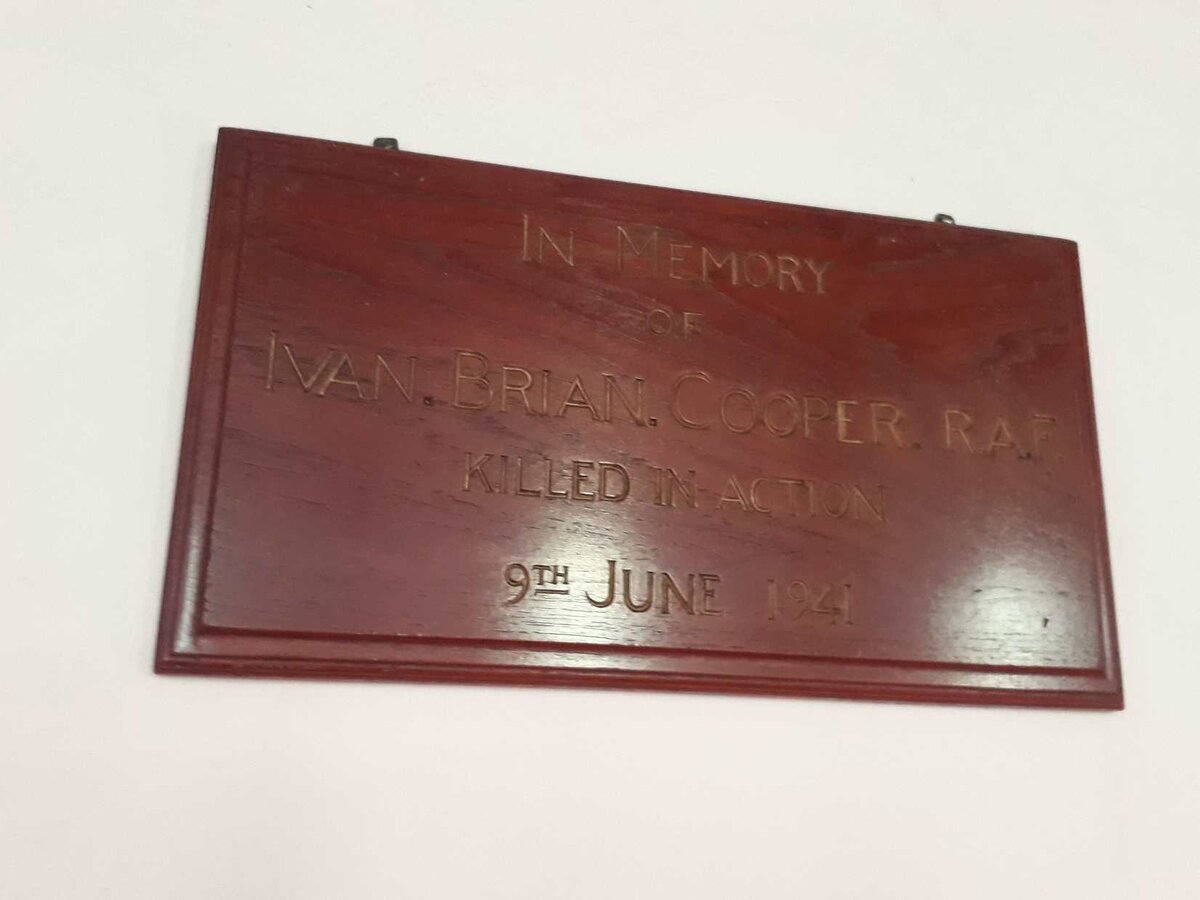 In Memory
of
Ivan. Brian. Cooper. R.A.F.
Killed in Action
9th June 1941